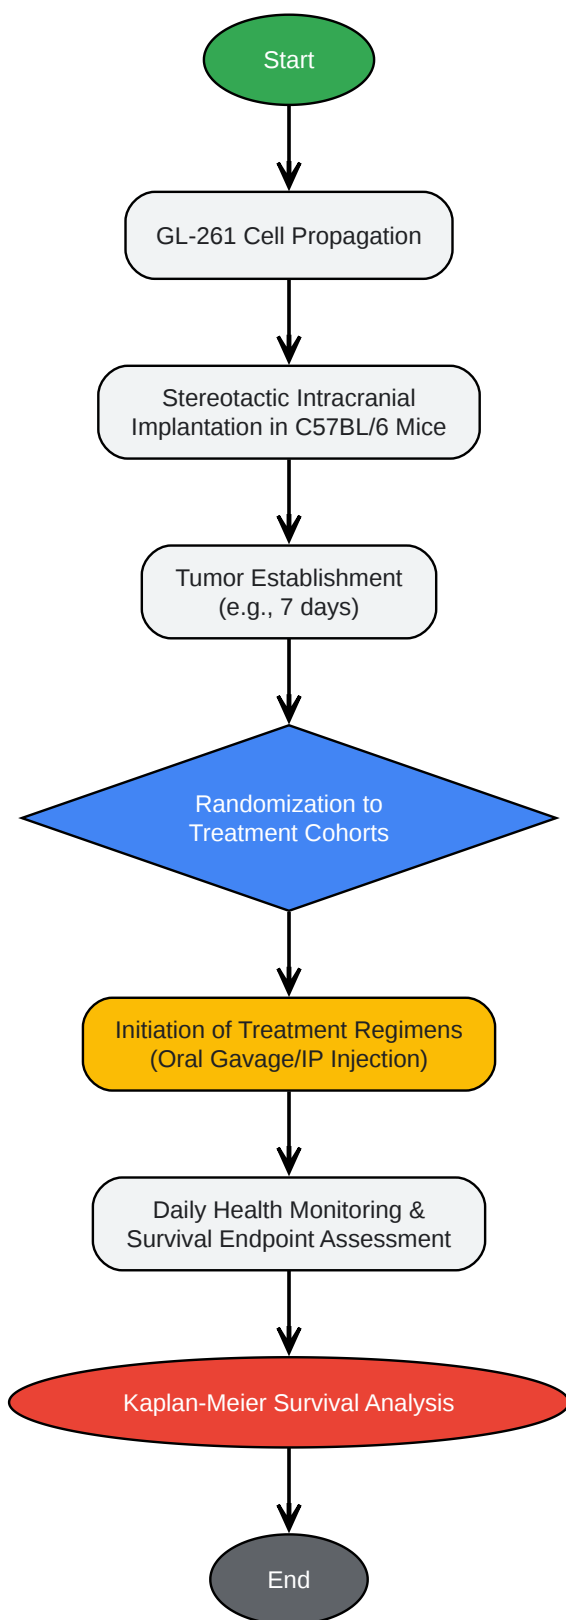 Start
GL-261 Cell Propagation
Stereotactic Intracranial
Implantation in C57BL/6 Mice
Tumor Establishment
(e.g., 7 days)
Randomization to
Treatment Cohorts
Initiation of Treatment Regimens
(Oral Gavage/IP Injection)
Daily Health Monitoring &
Survival Endpoint Assessment
Kaplan-Meier Survival Analysis
End